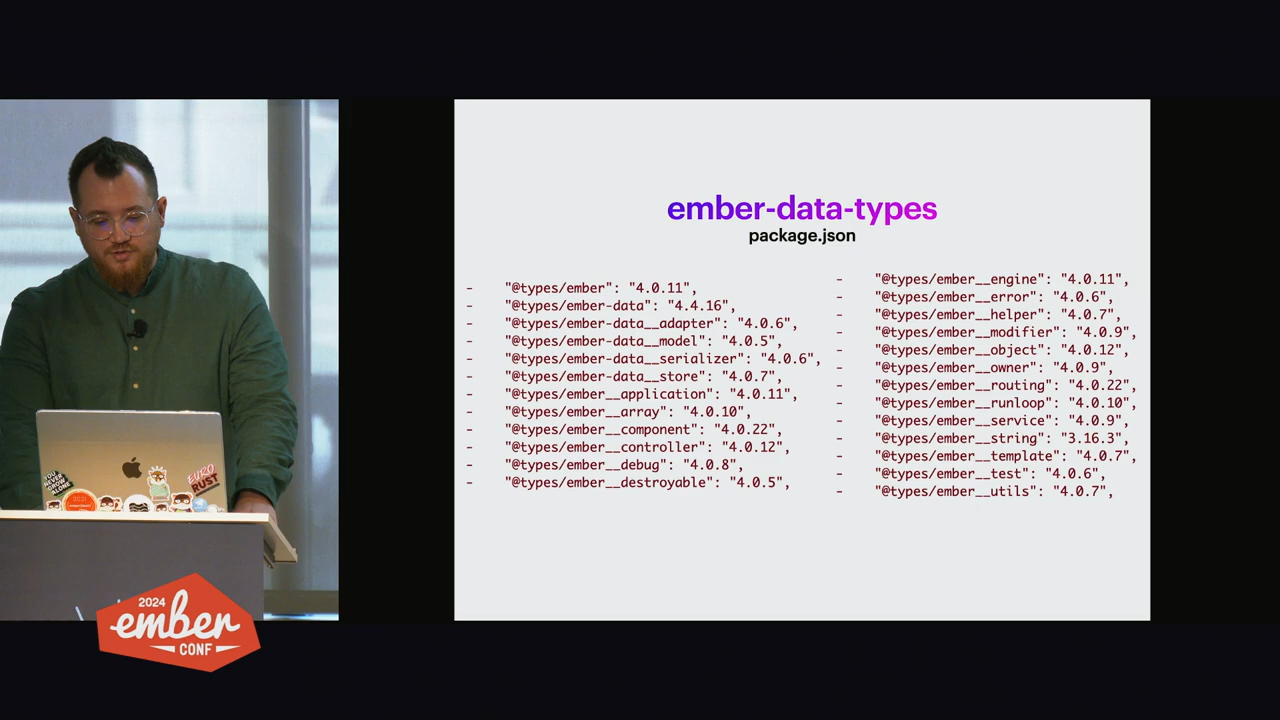 ember-data-types
package.json
- "@types/ember": "4.0.11",
- "@types/ember-data": "4.4.16",
- "@types/ember-data__adapter": "4.0.6",
- "@types/ember-data__model": "4.0.5",
- "@types/ember-data__serializer": "4.0.6",
- "@types/ember-data__store": "4.0.7",
- "@types/ember__application": "4.0.11",
- "@types/ember__array": "4.0.10",
- "@types/ember__component": "4.0.22",
- "@types/ember__controller": "4.0.12",
- "@types/ember__debug": "4.0.8",
- "@types/ember__destroyable": "4.0.5",
- "@types/ember__engine": "4.0.11",
- "@types/ember__error": "4.0.6",
- "@types/ember__helper": "4.0.7",
- "@types/ember__modifier": "4.0.9",
- "@types/ember__object": "4.0.12",
- "@types/ember__owner": "4.0.9",
- "@types/ember__routing": "4.0.22",
- "@types/ember__runloop": "4.0.10",
- "@types/ember__service": "4.0.9",
- "@types/ember__string": "3.16.3",
- "@types/ember__template": "4.0.7",
- "@types/ember__test": "4.0.6",
- "@types/ember__utils": "4.0.7",
YOU
NEVER
GROW
ALONE
EURO
RUST
2021
2024
ember
CONF